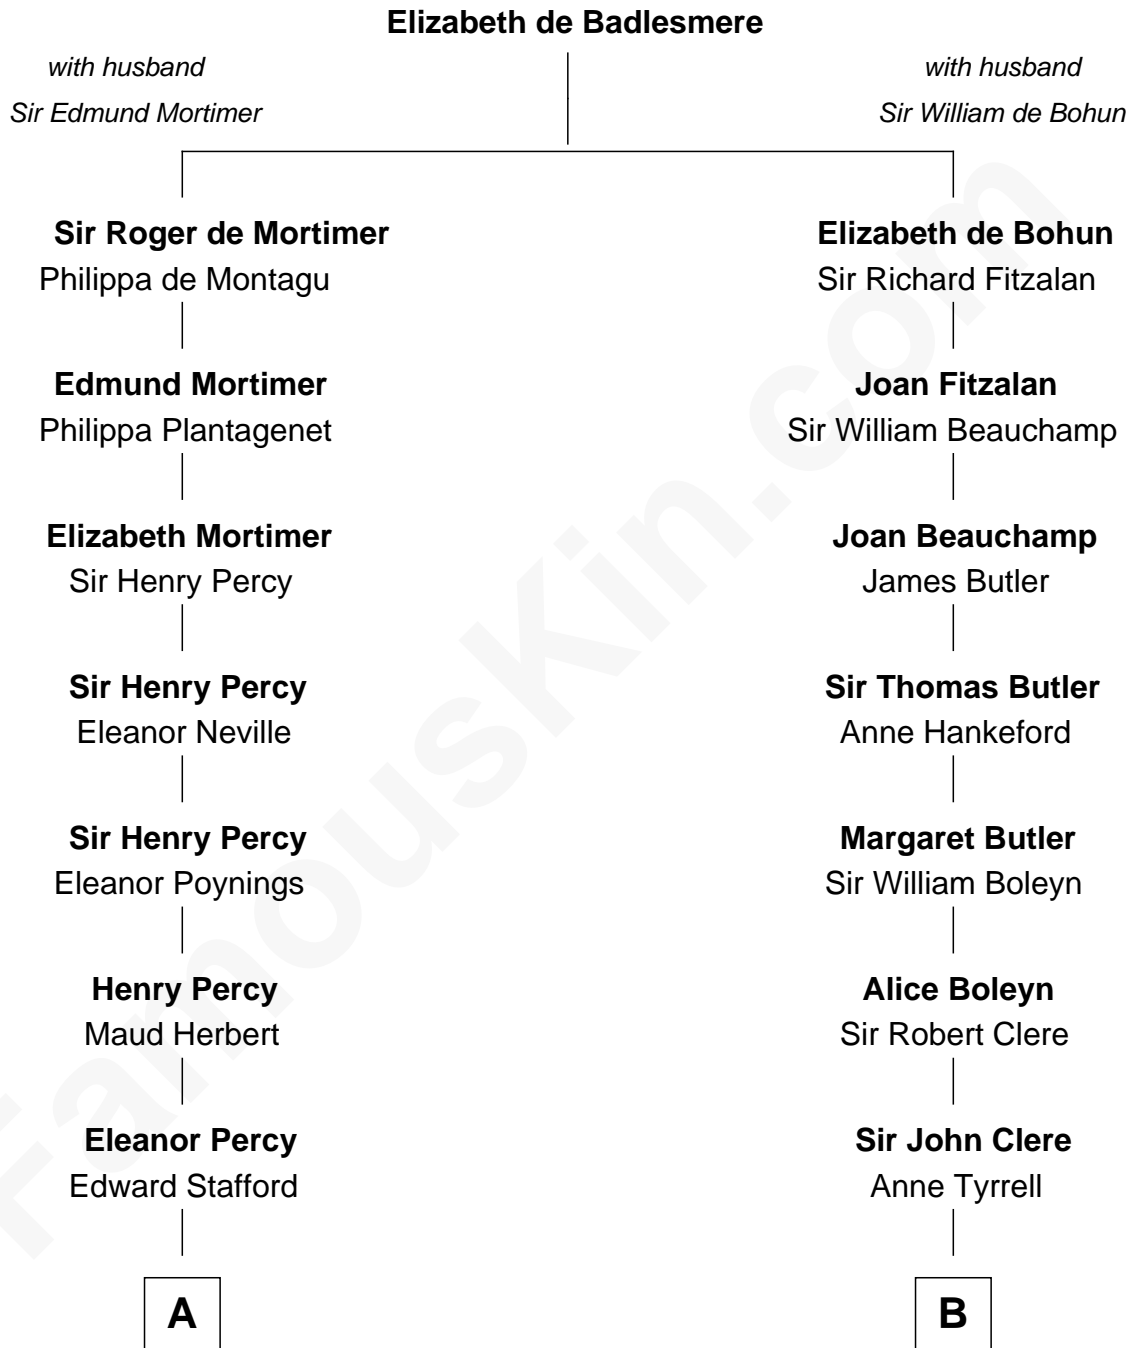 Elizabeth de Badlesmere
with husband
Sir Edmund Mortimer
with husband
Sir William de Bohun
Sir Roger de Mortimer
Philippa de Montagu
Elizabeth de Bohun
Sir Richard Fitzalan
Edmund Mortimer
Philippa Plantagenet
Joan Fitzalan
Sir William Beauchamp
Elizabeth Mortimer
Sir Henry Percy
Joan Beauchamp
James Butler
Sir Henry Percy
Eleanor Neville
Sir Thomas Butler
Anne Hankeford
Sir Henry Percy
Eleanor Poynings
Margaret Butler
Sir William Boleyn
Henry Percy
Maud Herbert
Alice Boleyn
Sir Robert Clere
Eleanor Percy
Edward Stafford
Sir John Clere
Anne Tyrrell
A
B
FamousKin.com